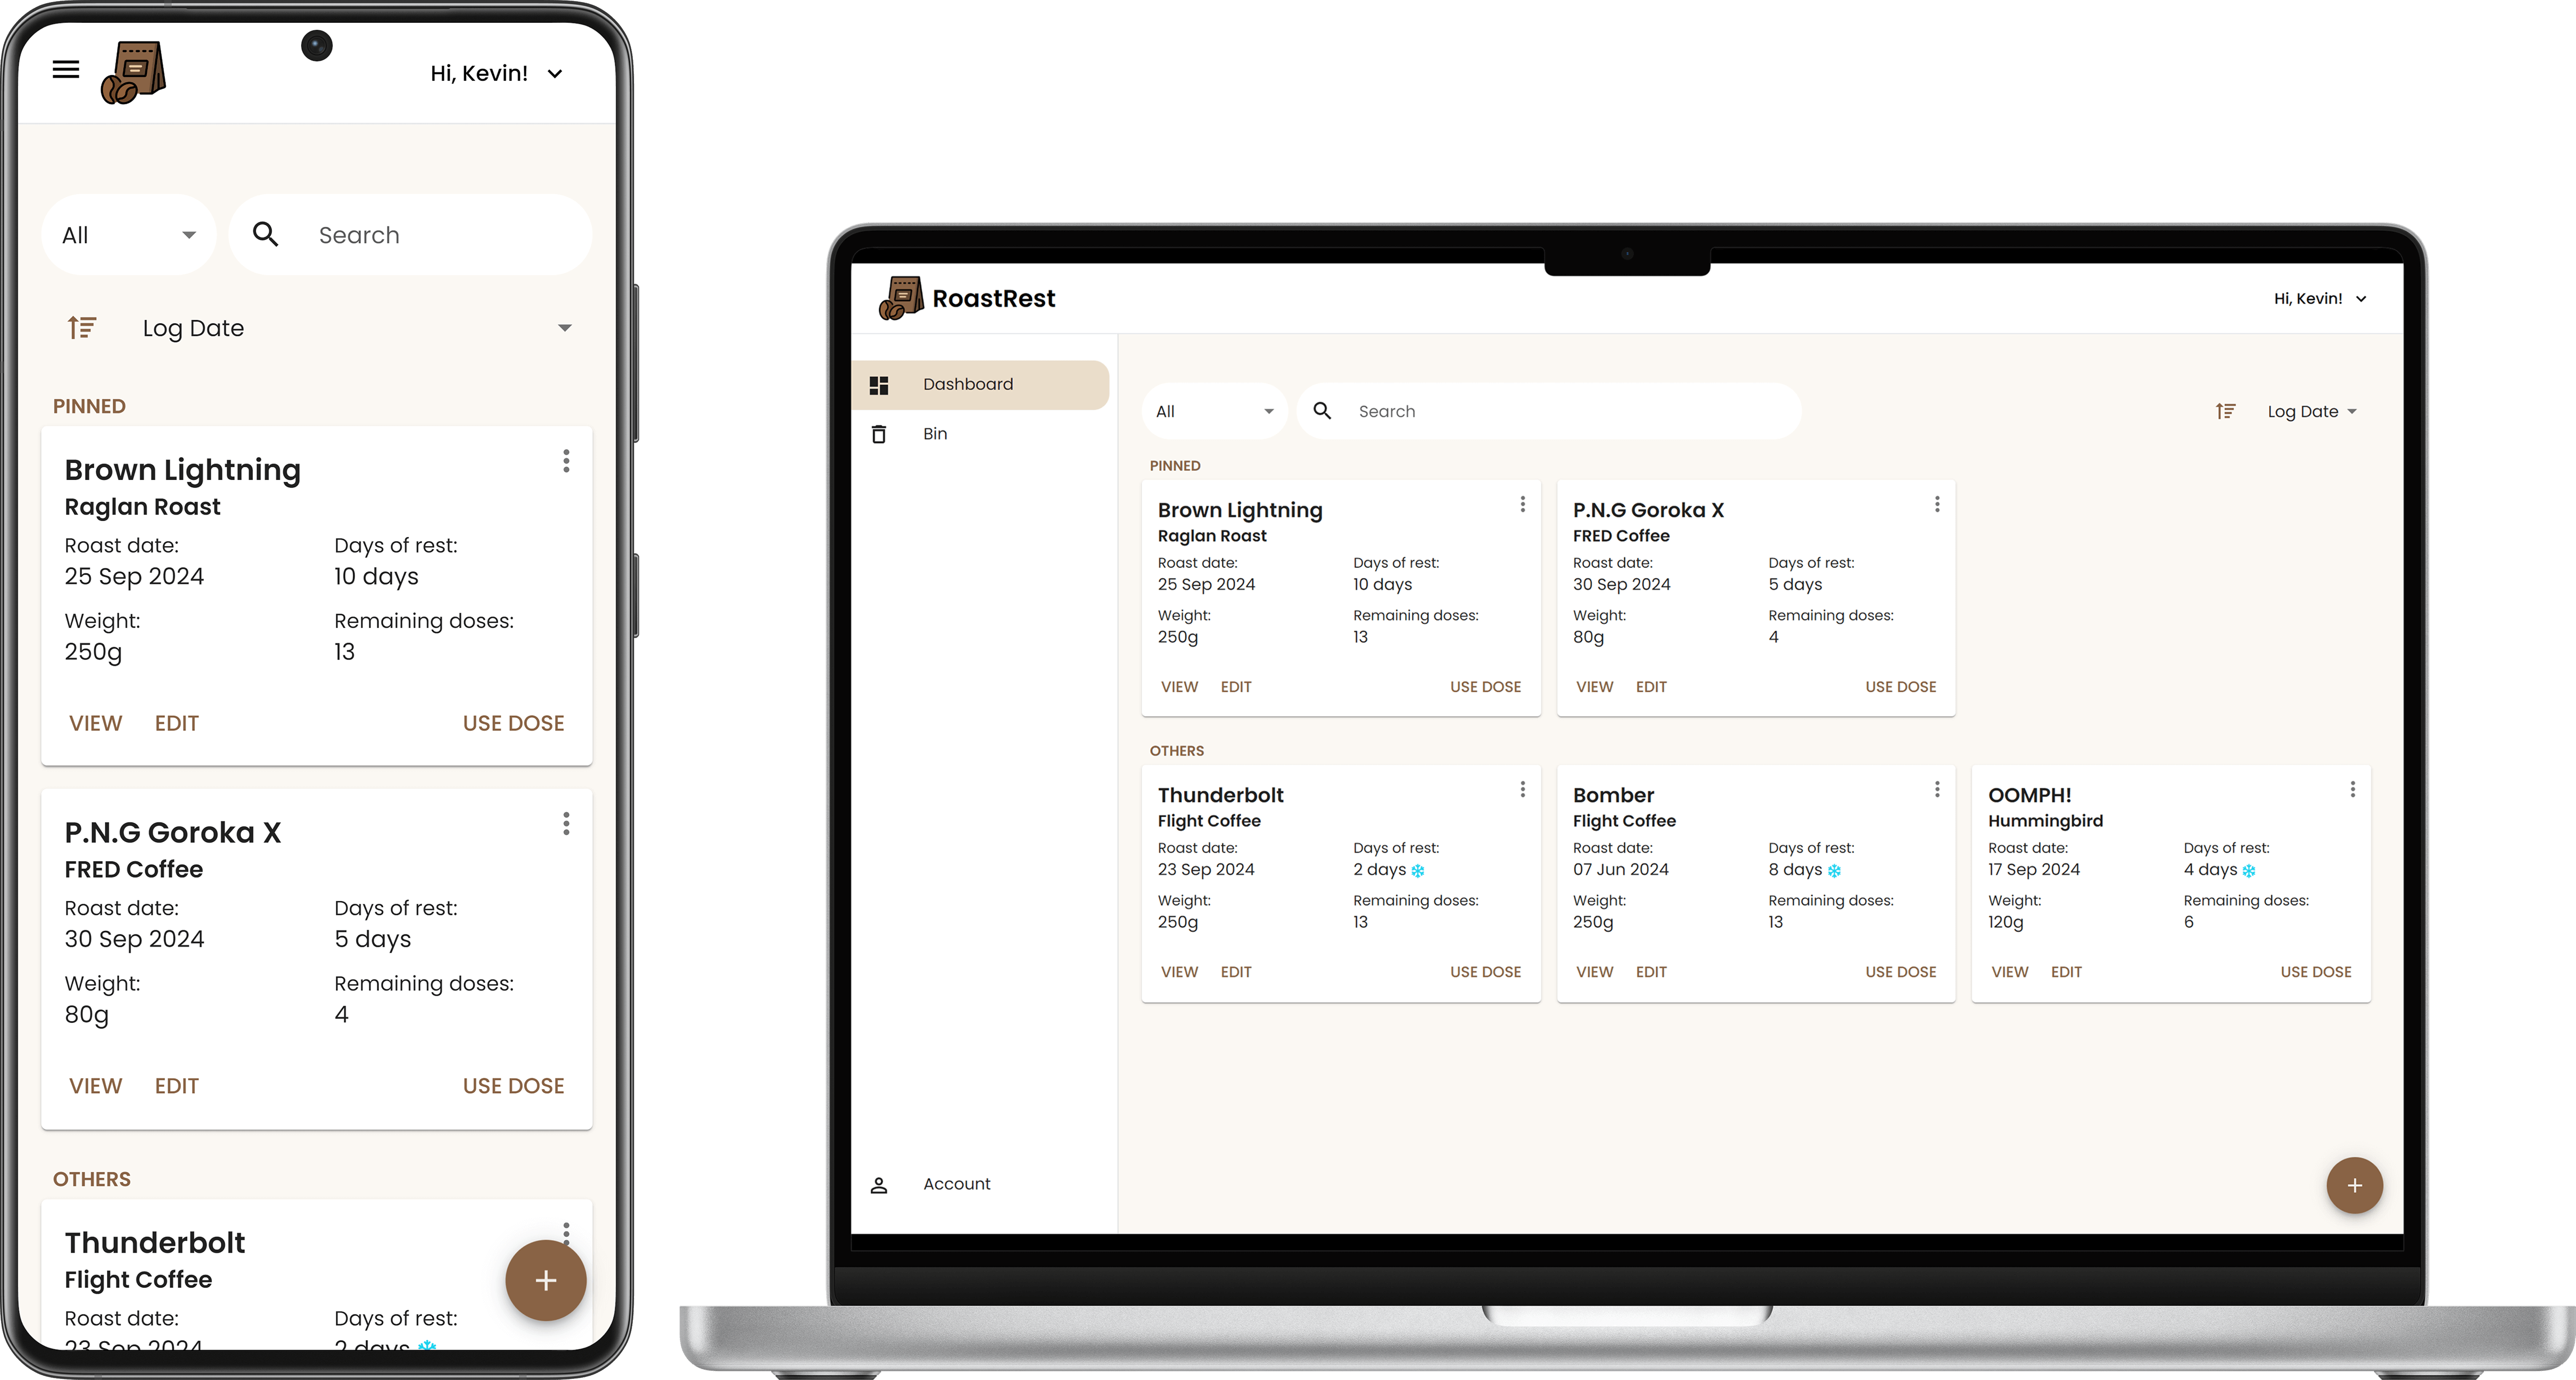 Hi, Kevin!
All
Search
Log Date
PINNED
Brown Lightning
Raglan Roast
Roast date: Days of rest:
25 Sep 2024 10 days
Weight: Remaining doses:
250g 13
VIEW EDIT USE DOSE
P.N.G Goroka X
FRED Coffee
Roast date: Days of rest:
30 Sep 2024 5 days
Weight: Remaining doses:
80g 4
VIEW EDIT USE DOSE
OTHERS
Thunderbolt
Flight Coffee
Roast date: Days of rest:
23 Sep 2024 2 days
RoastRest
Hi, Kevin!
Dashboard
Bin
Account
All
Search
Log Date
PINNED
Brown Lightning
Raglan Roast
Roast date: Days of rest:
25 Sep 2024 10 days
Weight: Remaining doses:
250g 13
VIEW EDIT USE DOSE
P.N.G Goroka X
FRED Coffee
Roast date: Days of rest:
30 Sep 2024 5 days
Weight: Remaining doses:
80g 4
VIEW EDIT USE DOSE
OTHERS
Thunderbolt
Flight Coffee
Roast date: Days of rest:
23 Sep 2024 2 days
Weight: Remaining doses:
250g 13
VIEW EDIT USE DOSE
Bomber
Flight Coffee
Roast date: Days of rest:
07 Jun 2024 8 days
Weight: Remaining doses:
250g 13
VIEW EDIT USE DOSE
OOMPH!
Hummingbird
Roast date: Days of rest:
17 Sep 2024 4 days
Weight: Remaining doses:
120g 6
VIEW EDIT USE DOSE